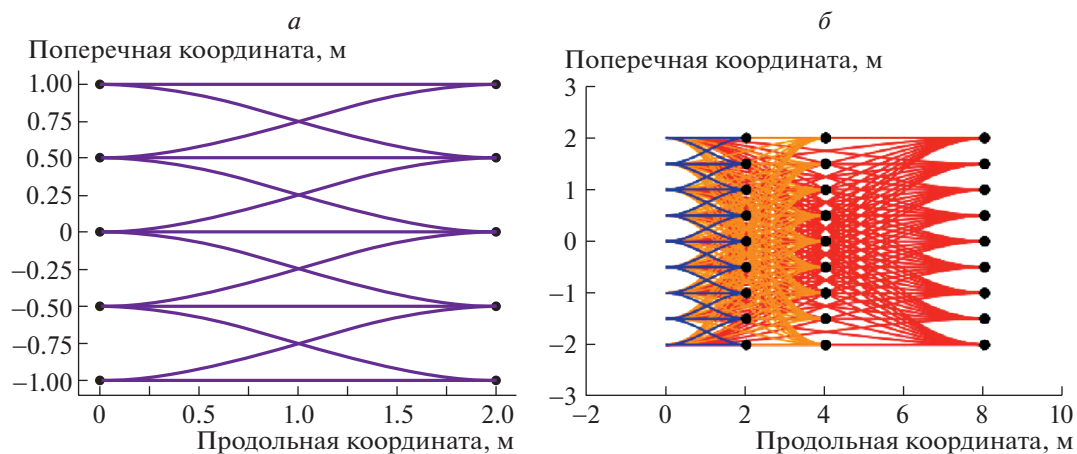 а
Поперечная координата, м
1.00
0.75
0.50
0.25
0
−0.25
−0.50
−0.75
−1.00
0 0.5 1.0 1.5 2.0
Продольная координата, м
б
Поперечная координата, м
3
2
1
0
−1
−2
−3
−2 0 2 4 6 8 10
Продольная координата, м